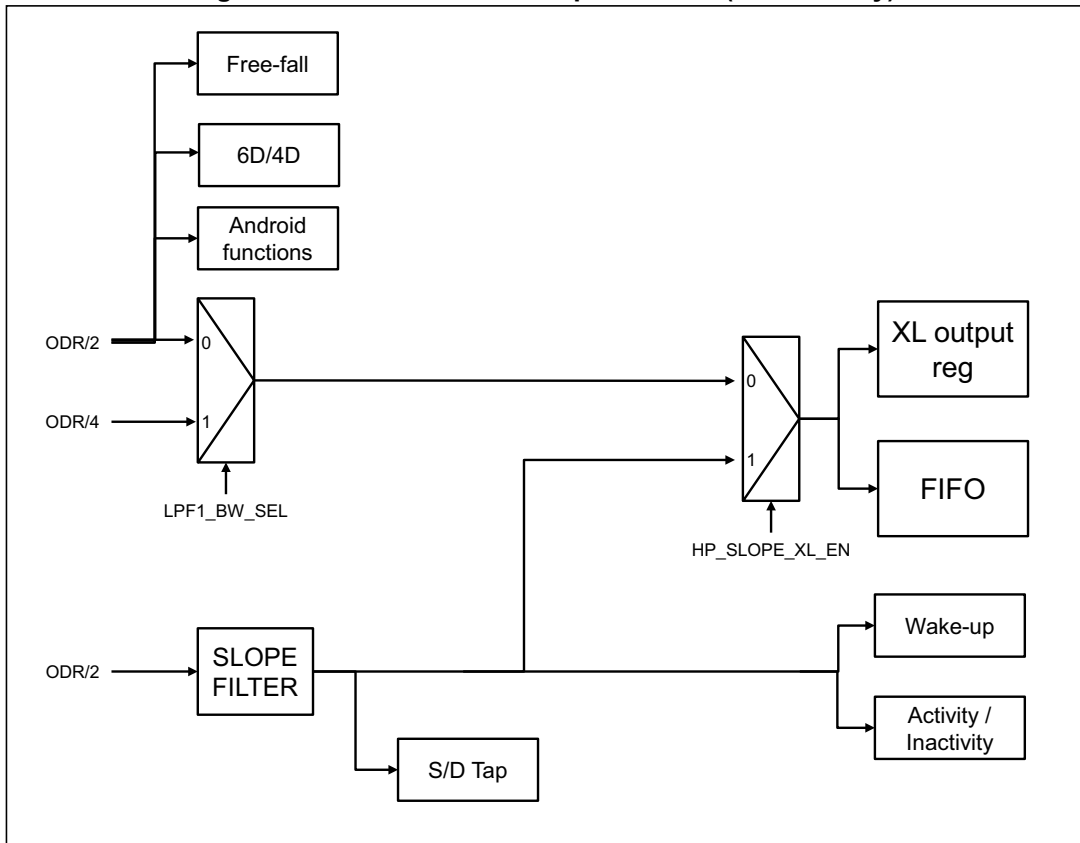 Free-fall
6D/4D
Android
functions
ODR/2
0
ODR/4
1
LPF1_BW_SEL
0
1
HP_SLOPE_XL_EN
XL output
reg
FIFO
ODR/2
SLOPE
FILTER
Wake-up
Activity /
Inactivity
S/D Tap